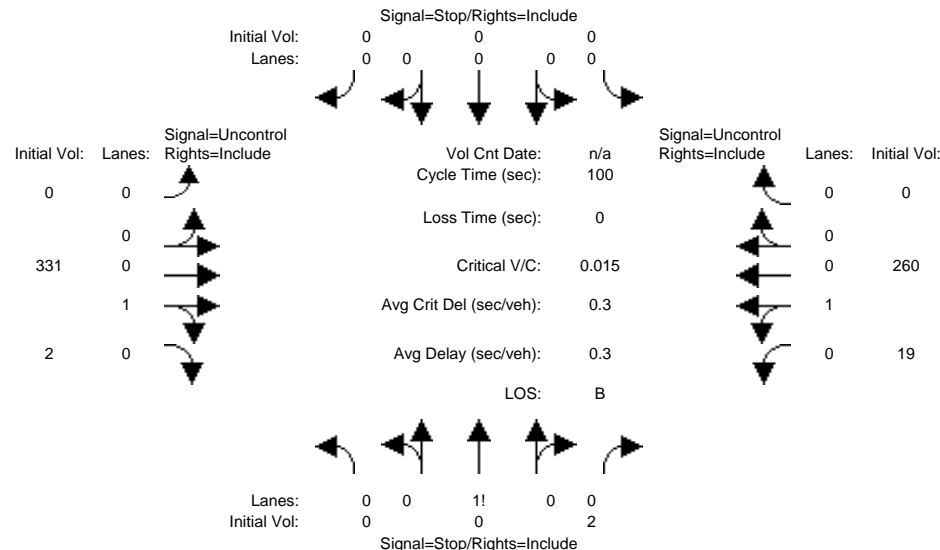 Signal=Stop/Rights=Include
Initial Vol: 0 0 0
Lanes: 0 0 0 0 0
Signal=Uncontrol Signal=Uncontrol
Initial Vol: Lanes: Rights=Include Vol Cnt Date: n/a Rights=Include Lanes: Initial Vol:
Cycle Time (sec): 100
0 0 0 0
Loss Time (sec): 0
0 0
331 0 Critical V/C: 0.015 0 260
1 Avg Crit Del (sec/veh): 0.3 1
2 0 Avg Delay (sec/veh): 0.3 0 19
LOS: B
Lanes: 0 0 1! 0 0
Initial Vol: 0 0 2
Signal=Stop/Rights=Include